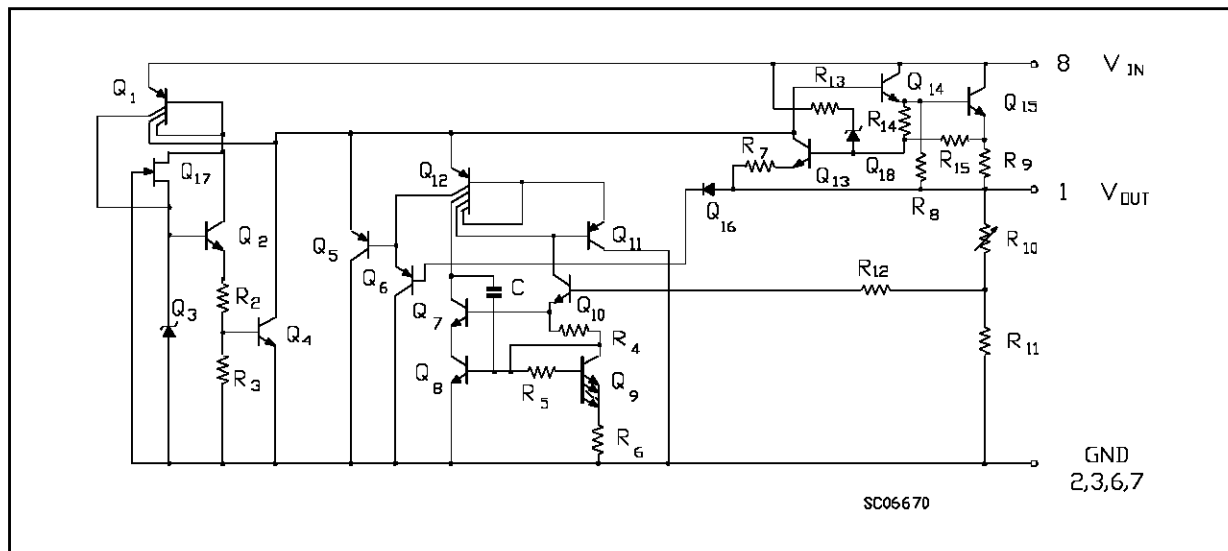 Q1
Q17
Q2
Q3
R2
Q4
R3
Q5
Q6
Q12
Q7
C
Q8
R5
Q10
R4
Q9
R6
Q11
R7
Q16
R13
Q13
Q14
R14
Q18
R8
Q15
R15
R9
R12
R10
R11
8 VIN
1 VOUT
GND
2,3,6,7
SC06670